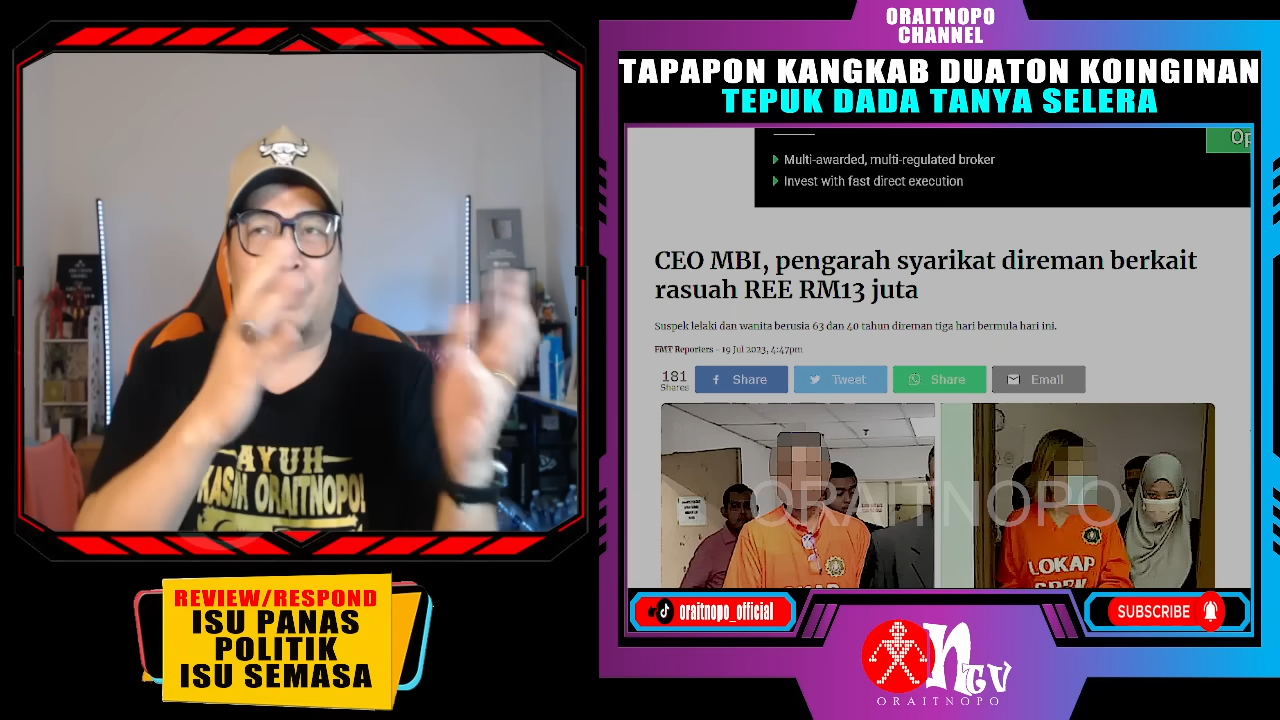 ORAITNOPO
CHANNEL
TAPAPON KANGKAB DUATON KOINGINAN
TEPUK DADA TANYA SELERA
Multi-awarded, multi-regulated broker
Invest with fast direct execution
Op
CEO MBI, pengarah syarikat direman berkait
rasuah REE RM13 juta
Suspek lelaki dan wanita berusia 63 dan 40 tahun direman tiga hari bermula hari ini.
FMT Reporters - 19 Jul 2023, 4:47pm
181
Shares
Share
Tweet
Share
Email
ORAITNOPO
LOKAP
AYUH
KASIH ORAITNOPO!
oraitnopo_official
SUBSCRIBE
REVIEW/RESPOND
ISU PANAS
POLITIK
ISU SEMASA
ntv
ORAITNOPO